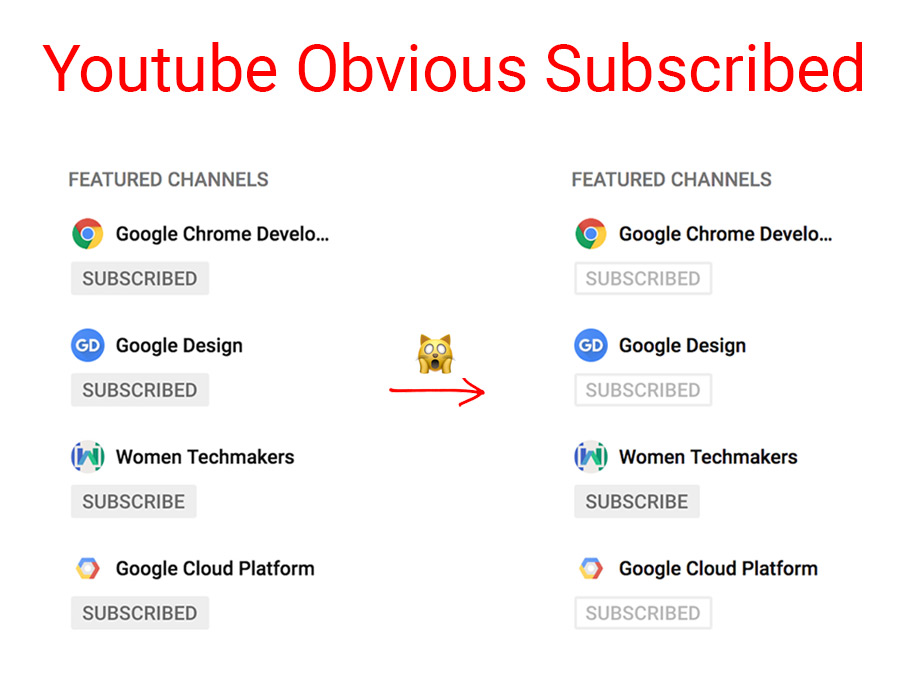 Youtube Obvious Subscribed
FEATURED CHANNELS
Google Chrome Develo...
SUBSCRIBED
GD Google Design
SUBSCRIBED
Women Techmakers
SUBSCRIBE
Google Cloud Platform
SUBSCRIBED
FEATURED CHANNELS
Google Chrome Develo...
SUBSCRIBED
GD Google Design
SUBSCRIBED
Women Techmakers
SUBSCRIBE
Google Cloud Platform
SUBSCRIBED